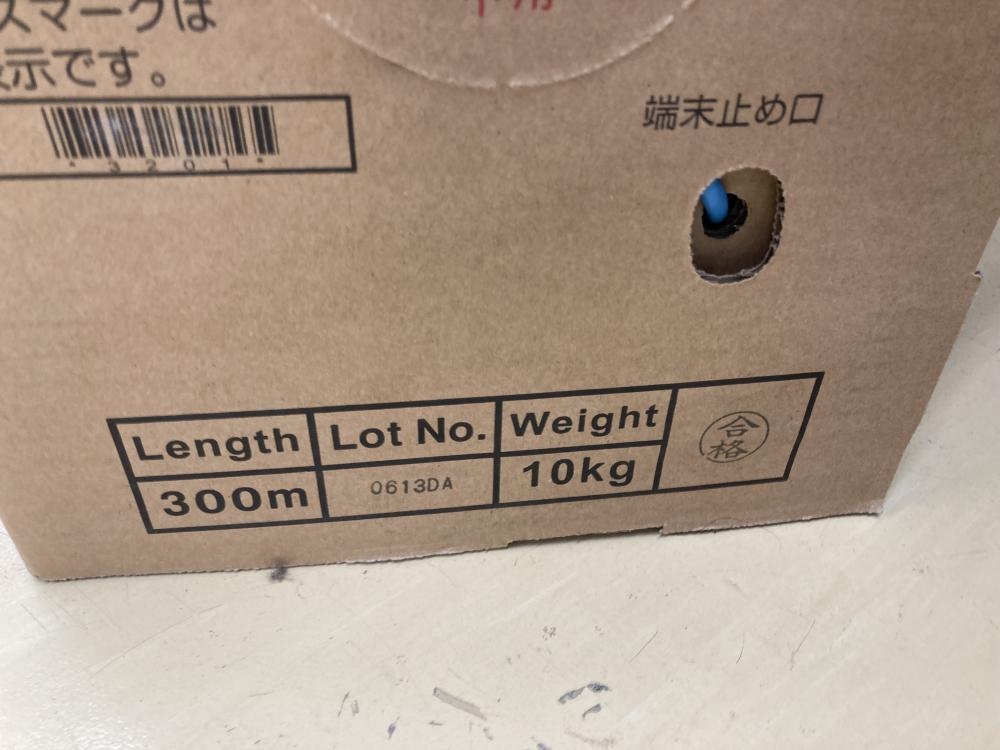 スマークは
示です。
*3201*
端末止め口
Length Lot No. Weight
300m 0613DA 10kg
合格